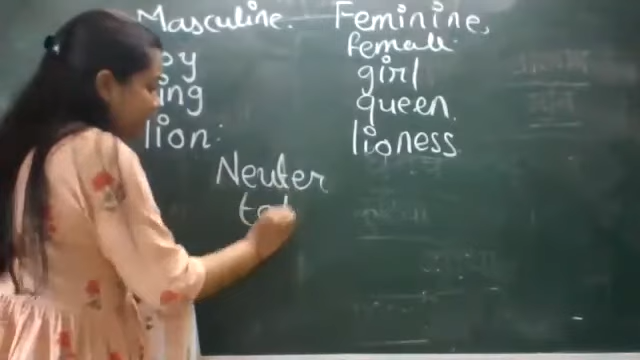 Masculine. Feminine,
female.
girl
queen.
lion: lioness
Neuter